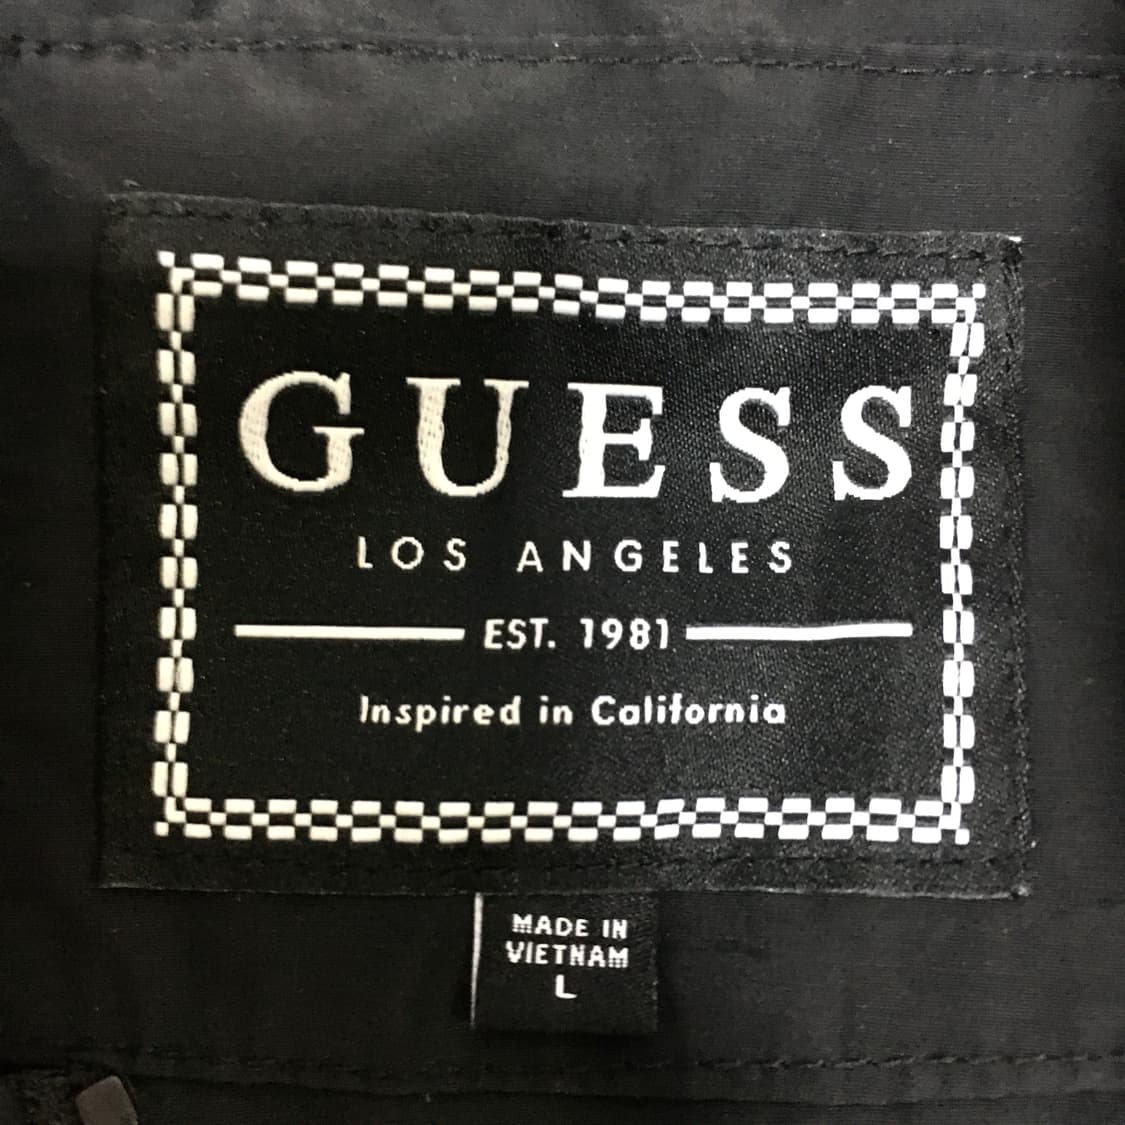 GUESS
LOS ANGELES
EST. 1981
Inspired in California
MADE IN
VIETNAM
L